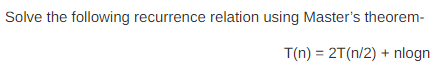 Solve the following recurrence relation using Master’s theorem-
T(n) = 2T(n/2) + nlogn